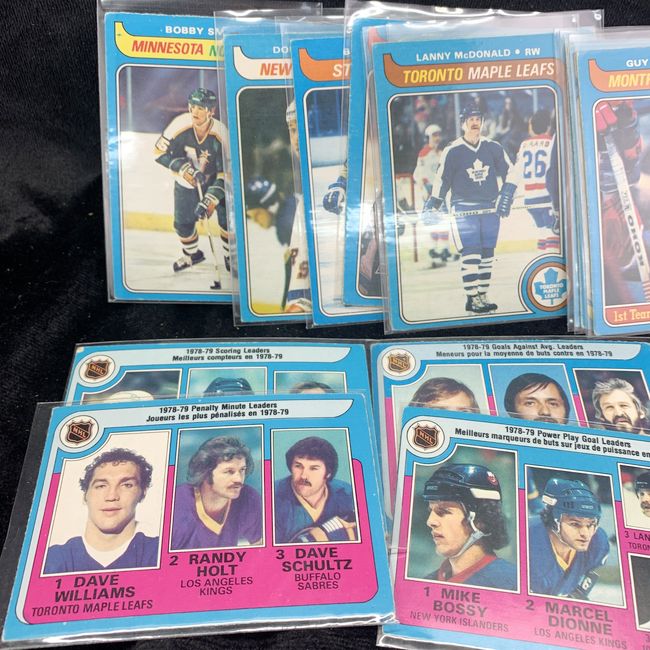 BOBBY SM
MINNESOTA NO
DOU
NEW
ST
LANNY McDONALD • RW
TORONTO MAPLE LEAFS
26
TORONTO
MAPLE
LEAFS
GUY
MONTR
1st Team
1978-79 Scoring Leaders
Meilleurs compteurs en 1978-79
1978-79 Goals Against Avg. Leaders
Meneurs pour la moyenne de buts contre en 1978-79
NHL
1978-79 Penalty Minute Leaders
Joueurs les plus pénalisés en 1978-79
1 DAVE
WILLIAMS
TORONTO MAPLE LEAFS
2 RANDY
HOLT
LOS ANGELES
KINGS
3 DAVE
SCHULTZ
BUFFALO
SABRES
NHL
1978-79 Power Play Goal Leaders
Meilleurs marqueurs de buts sur jeux de puissance en
1 MIKE
BOSSY
NEW YORK ISLANDERS
2 MARCEL
DIONNE
LOS ANGELES KINGS
3 LAN
TORON
3